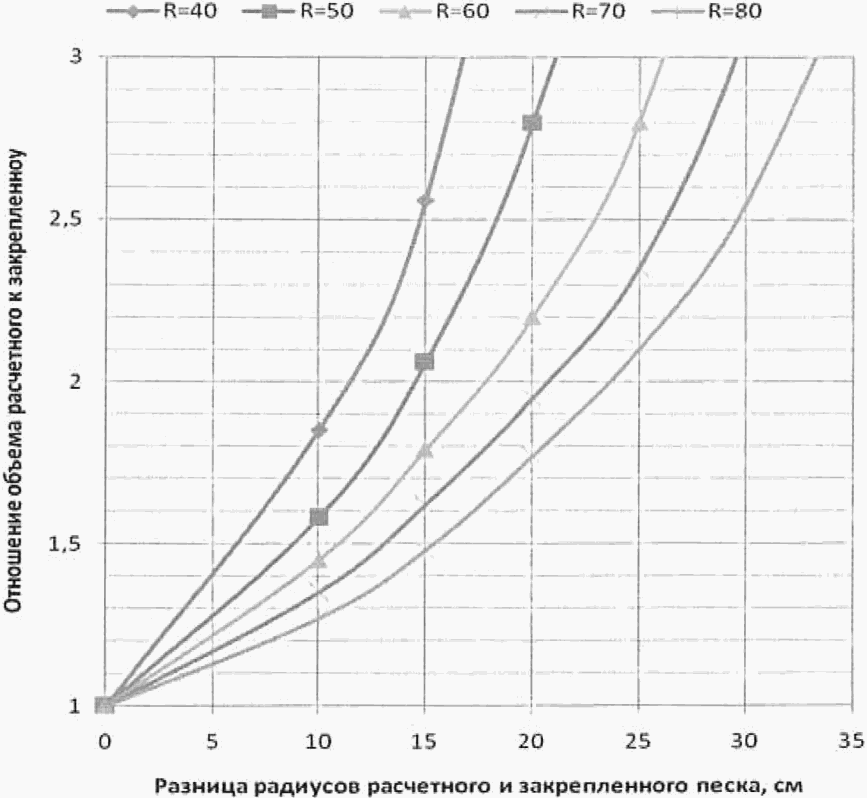 R=40 R=50 R=60 R=70 R=80
Отношение объема расчетного к закрепленноу
3
2,5
2
1,5
1
0 5 10 15 20 25 30 35
Разница радиусов расчетного и закрепленного песка, см